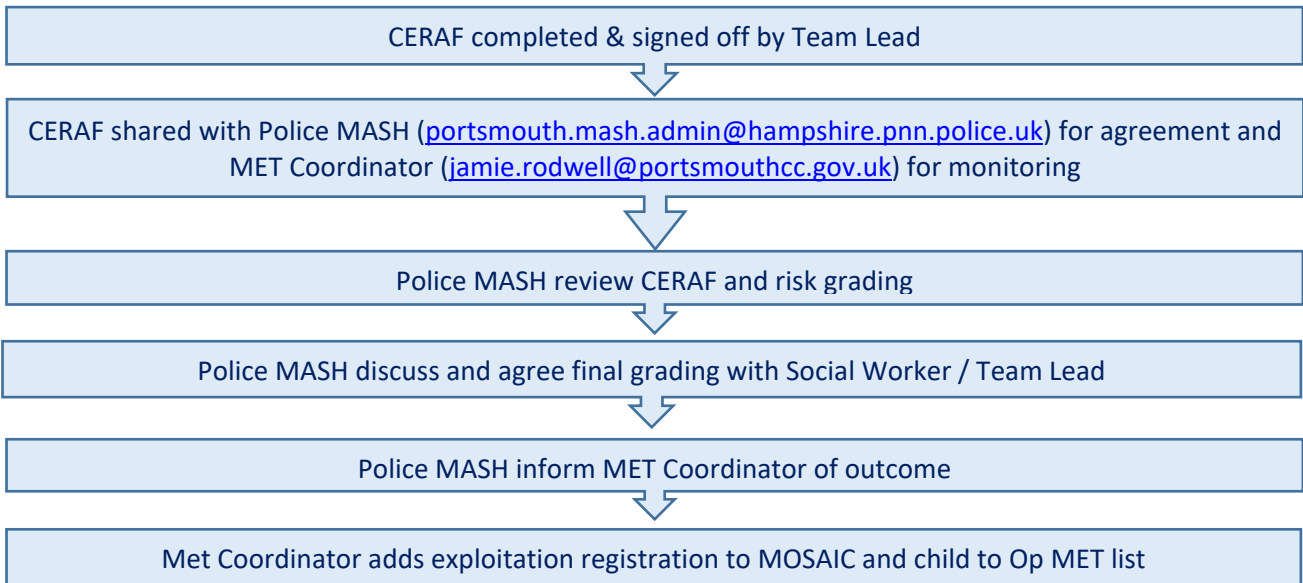 CERAF completed & signed off by Team Lead
CERAF shared with Police MASH (portsmouth.mash.admin@hampshire.pnn.police.uk) for agreement and
MET Coordinator (jamie.rodwell@portsmouthcc.gov.uk) for monitoring
Police MASH review CERAF and risk grading
Police MASH discuss and agree final grading with Social Worker / Team Lead
Police MASH inform MET Coordinator of outcome
Met Coordinator adds exploitation registration to MOSAIC and child to Op MET list